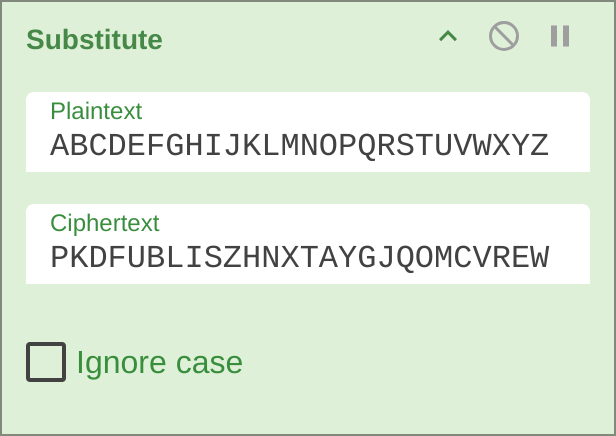 Substitute
Plaintext
ABCDEFGHIJKLMNOPQRSTUVWXYZ
Ciphertext
PKDFUBLISZHNXTAYGJQOMCVREW
Ignore case